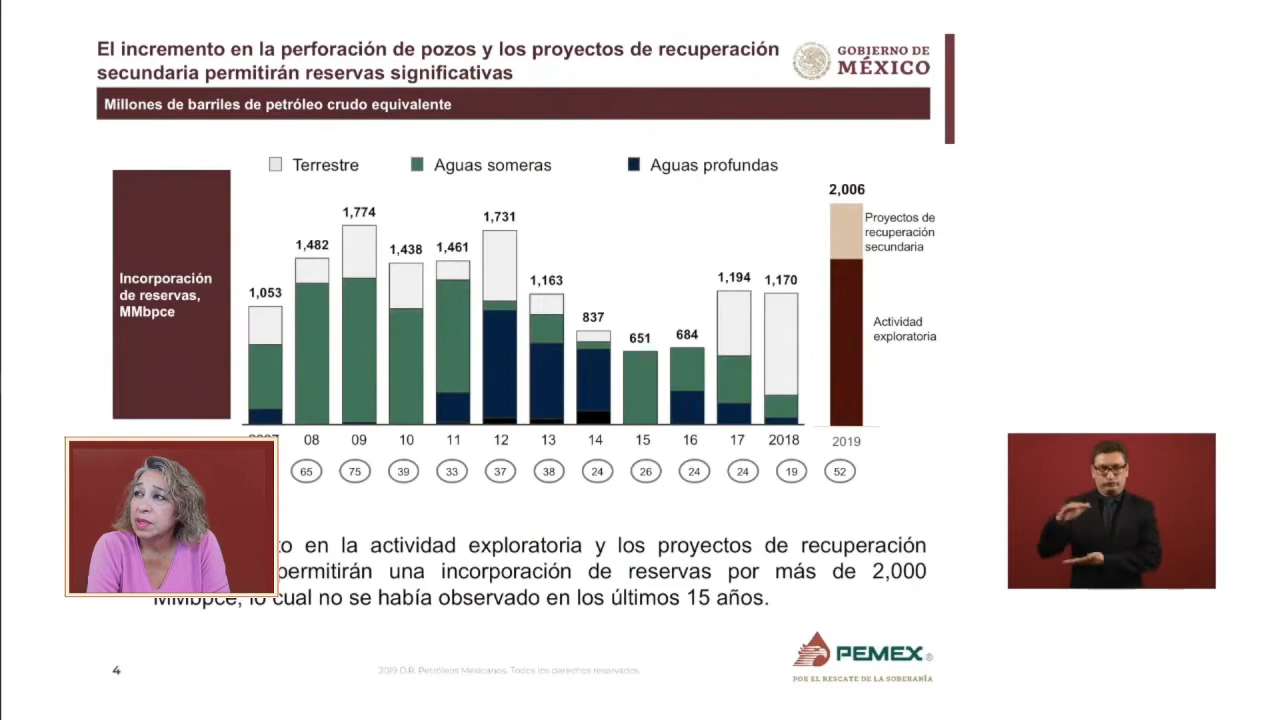 El incremento en la perforación de pozos y los proyectos de recuperación
secundaria permitirán reservas significativas
GOBIERNO DE
MÉXICO
Millones de barriles de petróleo crudo equivalente
Terrestre Aguas someras Aguas profundas
Incorporación
de reservas,
MMbpce
1,053 1,482 1,774 1,438 1,461 1,731 1,163 837 651 684 1,194 1,170 2,006
Proyectos de
recuperación
secundaria
Actividad
exploratoria
08 09 10 11 12 13 14 15 16 17 2018 2019
65 75 39 33 37 38 24 26 24 24 19 52
en la actividad exploratoria y los proyectos de recuperación
permitirán una incorporación de reservas por más de 2,000
MMbpce, lo cual no se había observado en los últimos 15 años.
PEMEX®
POR EL RESCATE DE LA SOBERANÍA
4
2019 D.R. Petróleos Mexicanos. Todos los derechos reservados.